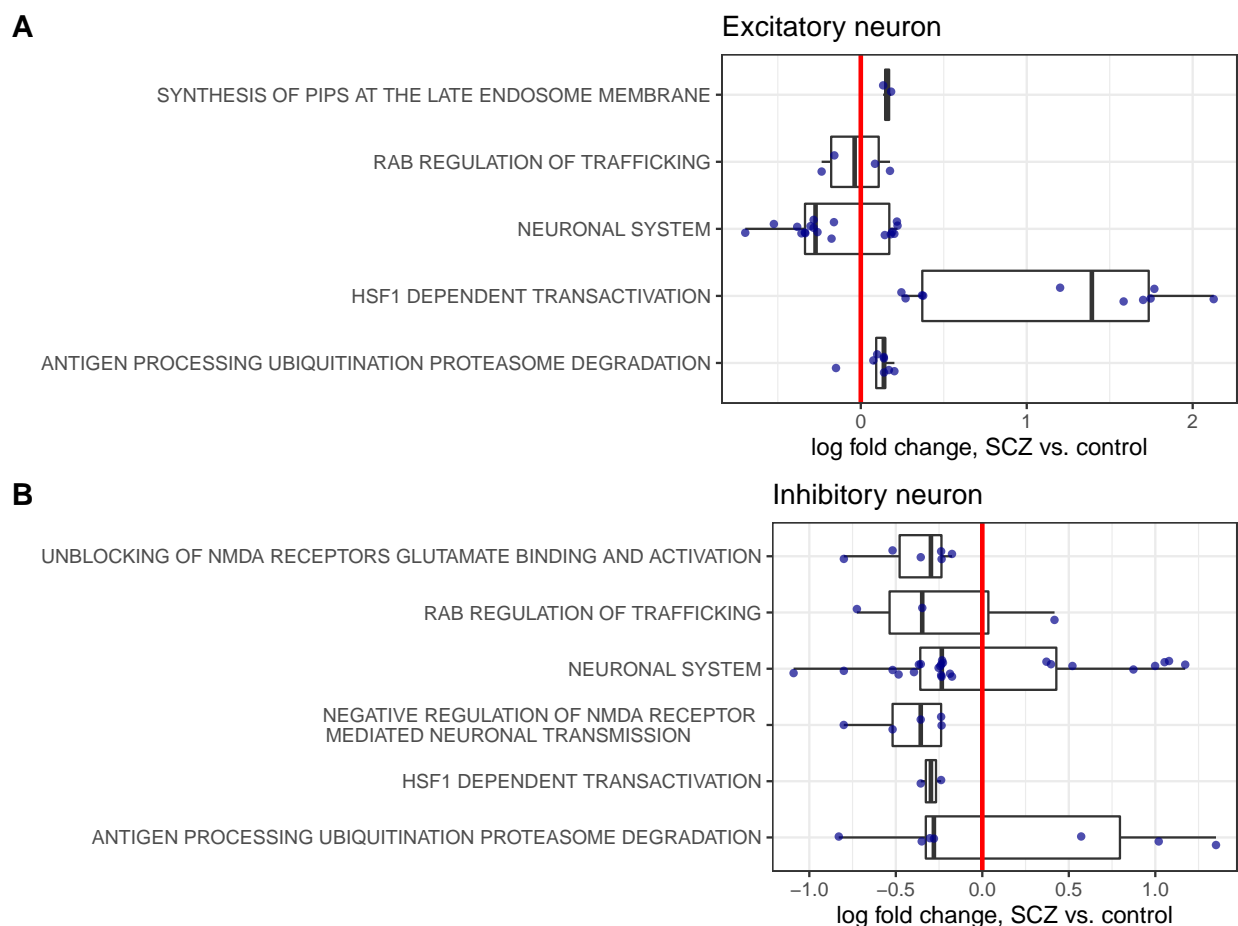 A
Excitatory neuron
SYNTHESIS OF PIPS AT THE LATE ENDOSOME MEMBRANE
RAB REGULATION OF TRAFFICKING
NEURONAL SYSTEM
HSF1 DEPENDENT TRANSACTIVATION
ANTIGEN PROCESSING UBIQUITINATION PROTEASOME DEGRADATION
0 1 2
log fold change, SCZ vs. control
B
Inhibitory neuron
UNBLOCKING OF NMDA RECEPTORS GLUTAMATE BINDING AND ACTIVATION
RAB REGULATION OF TRAFFICKING
NEURONAL SYSTEM
NEGATIVE REGULATION OF NMDA RECEPTOR
MEDIATED NEURONAL TRANSMISSION
HSF1 DEPENDENT TRANSACTIVATION
ANTIGEN PROCESSING UBIQUITINATION PROTEASOME DEGRADATION
−1.0 −0.5 0.0 0.5 1.0
log fold change, SCZ vs. control